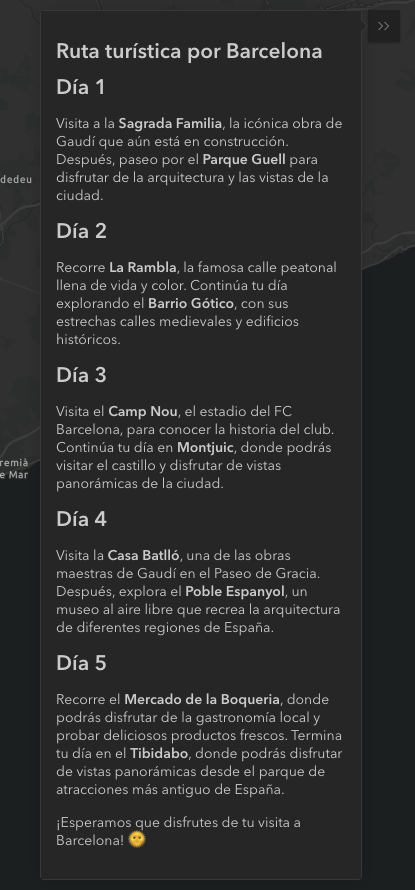 Ruta turística por Barcelona
Día 1
Visita a la Sagrada Familia, la icónica obra de
Gaudí que aún está en construcción.
Después, paseo por el Parque Guell para
disfrutar de la arquitectura y las vistas de la
ciudad.
Día 2
Recorre La Rambla, la famosa calle peatonal
llena de vida y color. Continúa tu día
explorando el Barrio Gótico, con sus
estrechas calles medievales y edificios
históricos.
Día 3
Visita el Camp Nou, el estadio del FC
Barcelona, para conocer la historia del club.
Continúa tu día en Montjuic, donde podrás
visitar el castillo y disfrutar de vistas
panorámicas de la ciudad.
Día 4
Visita la Casa Batlló, una de las obras
maestras de Gaudí en el Paseo de Gracia.
Después, explora el Poble Espanyol, un
museo al aire libre que recrea la arquitectura
de diferentes regiones de España.
Día 5
Recorre el Mercado de la Boqueria, donde
podrás disfrutar de la gastronomía local y
probar deliciosos productos frescos. Termina
tu día en el Tibidabo, donde podrás disfrutar
de vistas panorámicas desde el parque de
atracciones más antiguo de España.
¡Esperamos que disfrutes de tu visita a
Barcelona! 🌞
dedeu
remià
e Mar